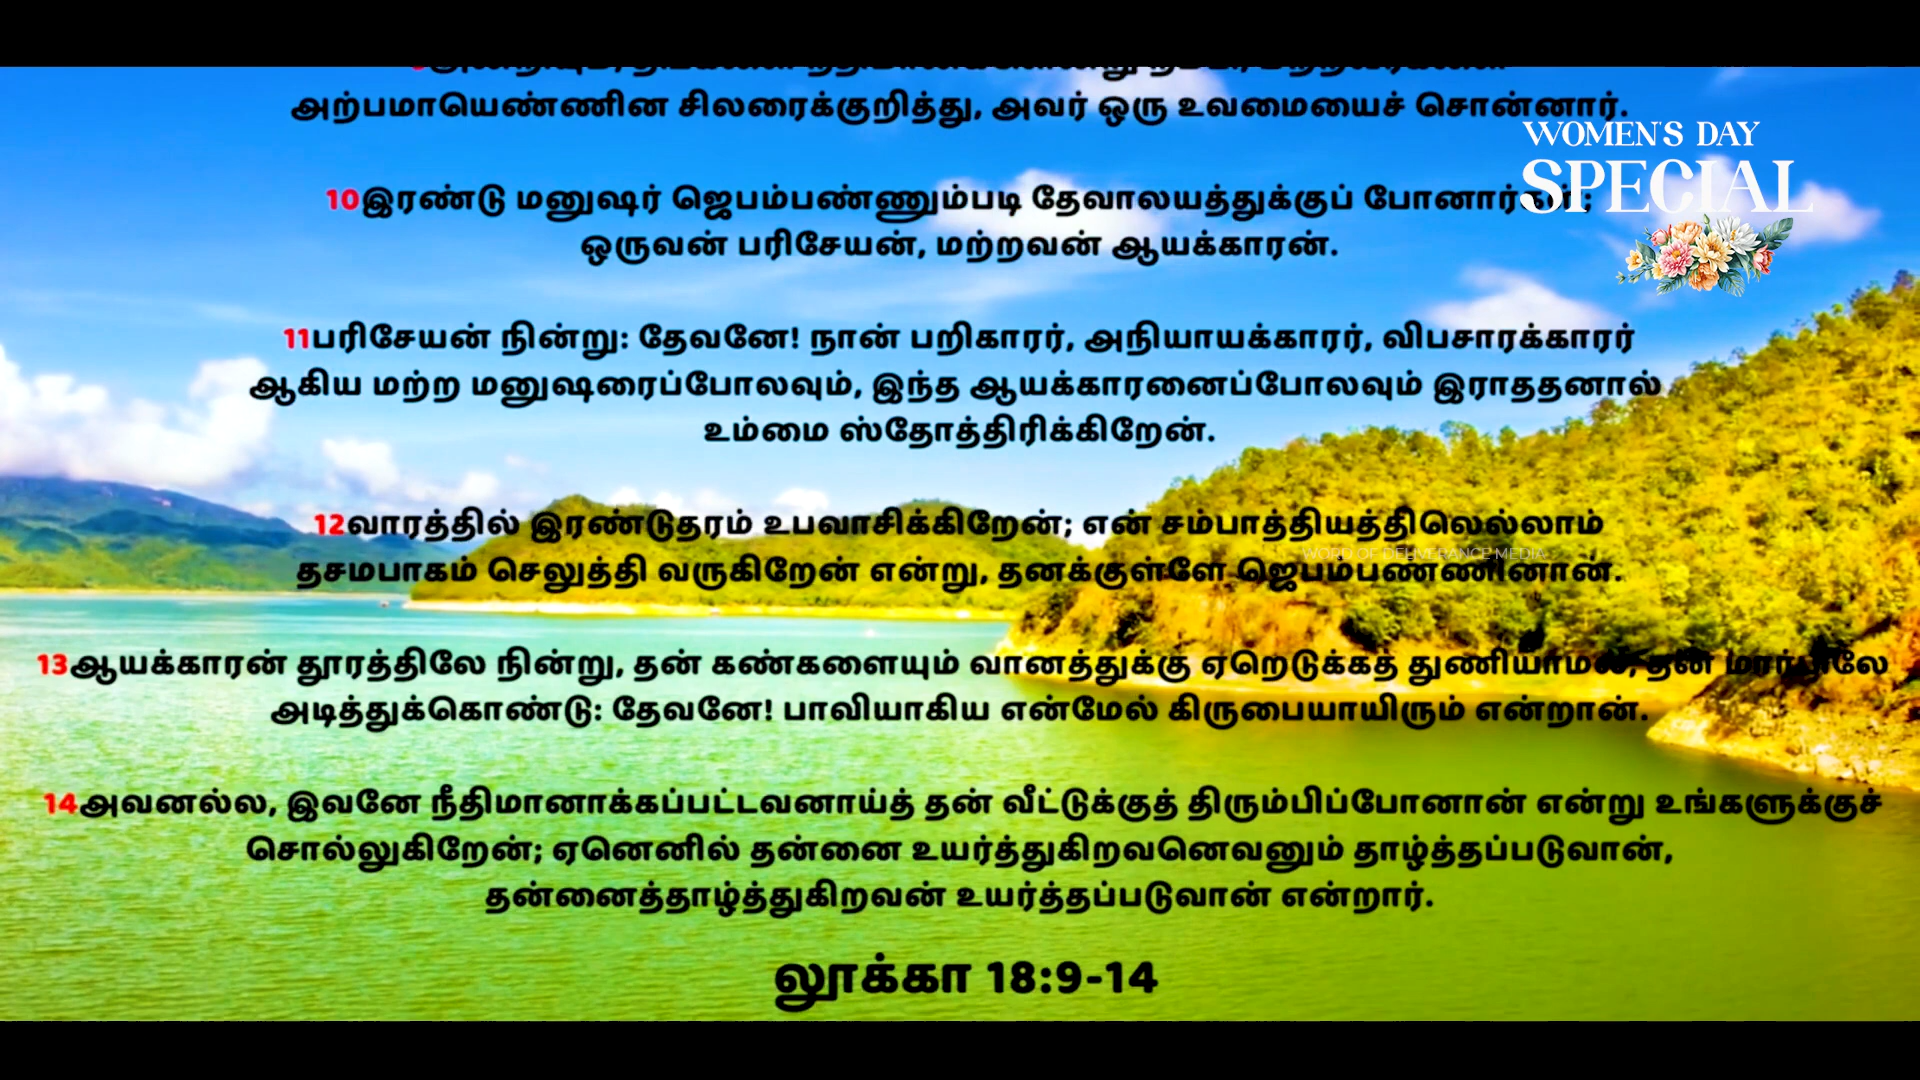 அற்பமாயெண்ணின சிலரைக்குறித்து, அவர் ஒரு உவமையைச் சொன்னார்.
WOMEN'S DAY
SPECIAL
10இரண்டு மனுஷர் ஜெபம்பண்ணும்படி தேவாலயத்துக்குப் போனார்கள்;
ஒருவன் பரிசேயன், மற்றவன் ஆயக்காரன்.
11பரிசேயன் நின்று: தேவனே! நான் பறிகாரர், அநியாயக்காரர், விபசாரக்காரர்
ஆகிய மற்ற மனுஷரைப்போலவும், இந்த ஆயக்காரனைப்போலவும் இராததனால்
உம்மை ஸ்தோத்திரிக்கிறேன்.
12வாரத்தில் இரண்டுதரம் உபவாசிக்கிறேன்; என் சம்பாத்தியத்திலெல்லாம்
WORD OF DELIVERANCE MEDIA
தசமபாகம் செலுத்தி வருகிறேன் என்று, தனக்குள்ளே ஜெபம்பண்ணினான்.
13ஆயக்காரன் தூரத்திலே நின்று, தன் கண்களையும் வானத்துக்கு ஏறெடுக்கத் துணியாமல், தன் மார்பிலே
அடித்துக்கொண்டு: தேவனே! பாவியாகிய என்மேல் கிருபையாயிரும் என்றான்.
14அவனல்ல, இவனே நீதிமானாக்கப்பட்டவனாய்த் தன் வீட்டுக்குத் திரும்பிப்போனான் என்று உங்களுக்குச்
சொல்லுகிறேன்; ஏனெனில் தன்னை உயர்த்துகிறவனெவனும் தாழ்த்தப்படுவான்,
தன்னைத்தாழ்த்துகிறவன் உயர்த்தப்படுவான் என்றார்.
லூக்கா 18:9-14